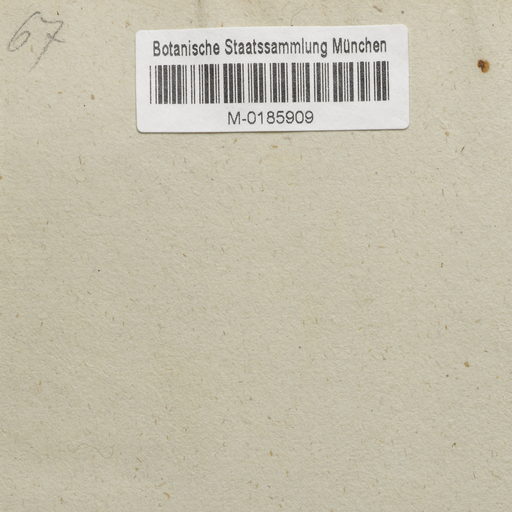 67
Botanische Staatssammlung München
M-0185909